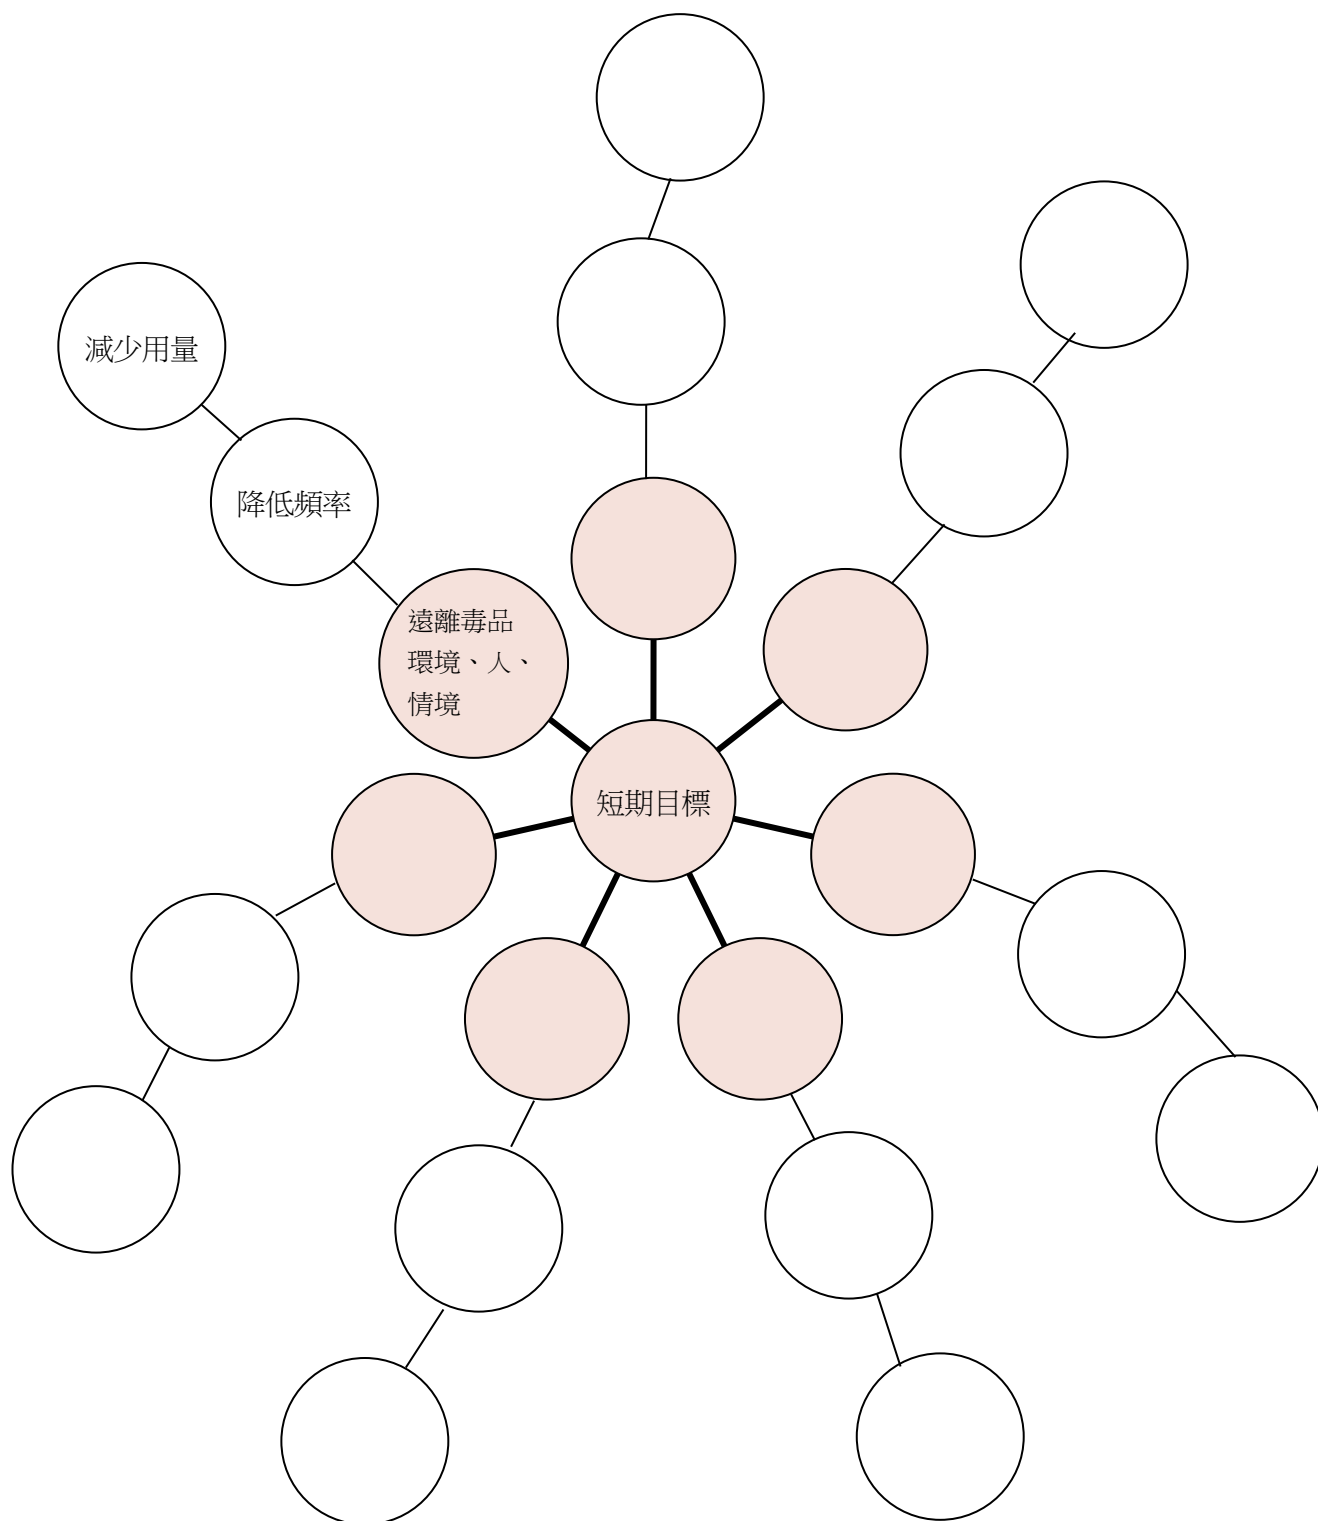 減少用量
降低頻率
遠離毒品
環境、人、
情境
短期目標